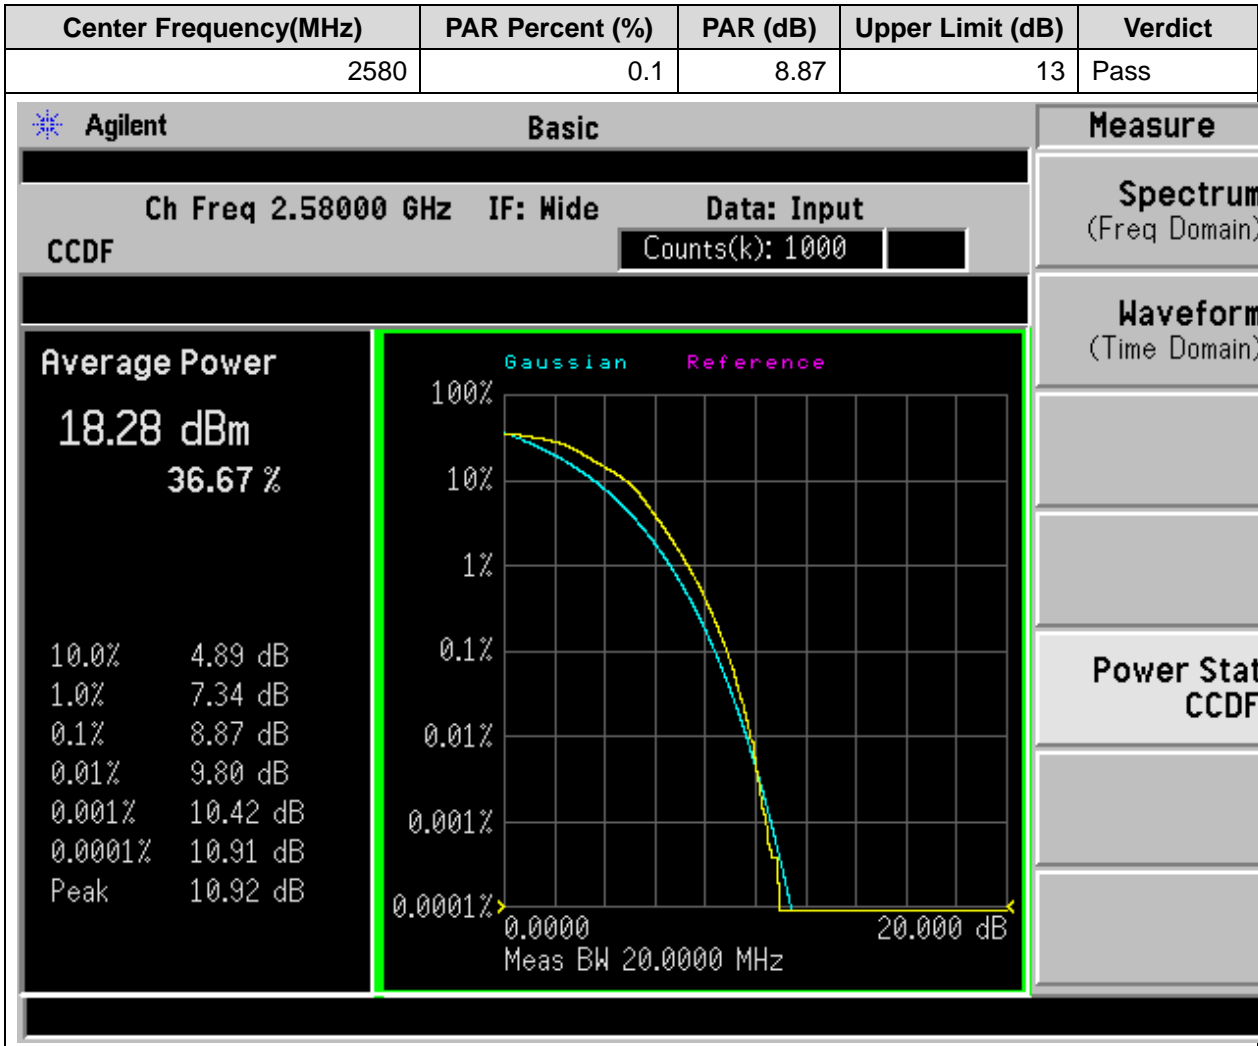 Center Frequency(MHz) PAR Percent (%) PAR (dB) Upper Limit (dB) Verdict
2580 0.1 8.87 13 Pass
Agilent Basic Measure
Ch Freq 2.58000 GHz IF: Wide Data: Input
CCDF Counts(k): 1000
Average Power
18.28 dBm
36.67 %
10.0% 4.89 dB
1.0% 7.34 dB
0.1% 8.87 dB
0.01% 9.80 dB
0.001% 10.42 dB
0.0001% 10.91 dB
Peak 10.92 dB
Gaussian Reference
100%
10%
1%
0.1%
0.01%
0.001%
0.0001%
0.0000 20.000 dB
Meas BW 20.0000 MHz
Spectrum
(Freq Domain)
Waveform
(Time Domain)
Power Stat
CCDF